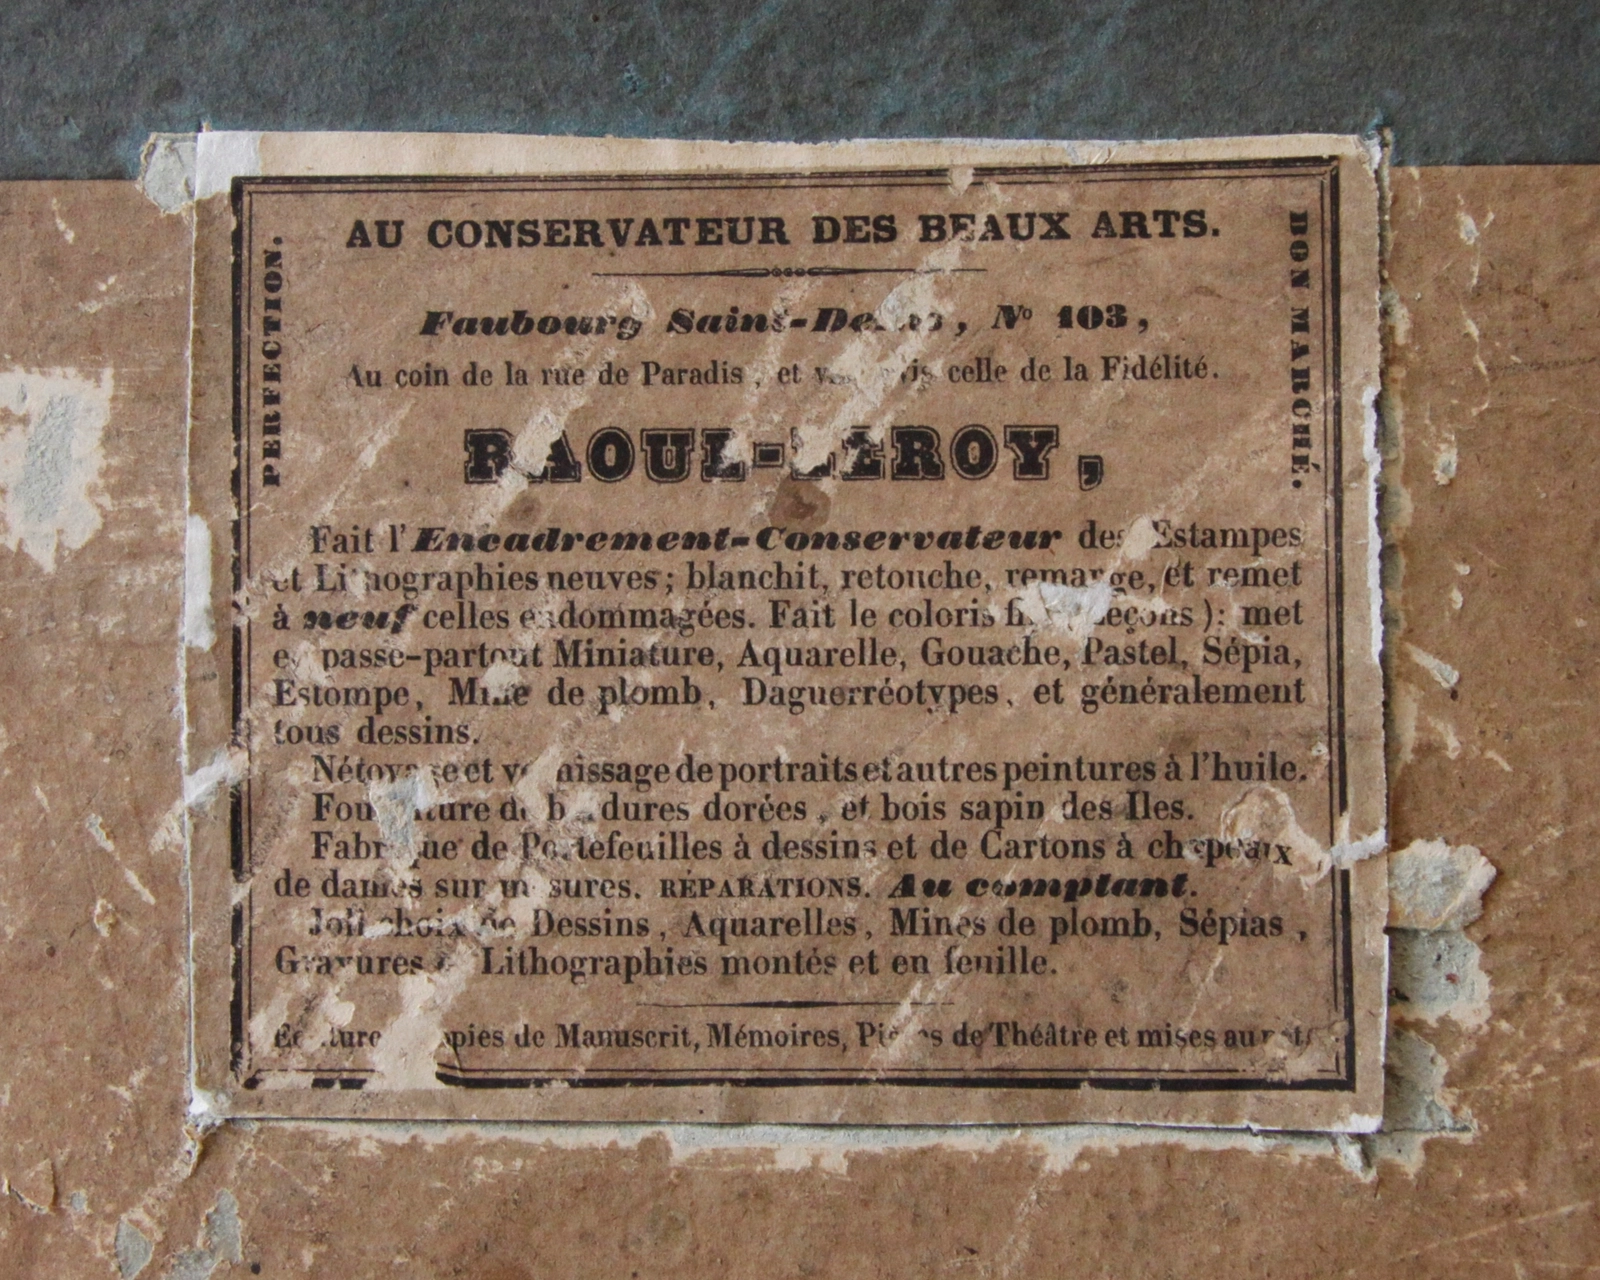 AU CONSERVATEUR DES BEAUX ARTS.
PERFECTION.
BON MARCHÉ.
Faubourg Saint-Denis, No 103,
Au coin de la rue de Paradis, et vis celle de la Fidélité.
RAOUL-LEROY,
Fait l'Encadrement-Conservateur des Estampes
et Lithographies neuves; blanchit, retouche, remarge, et remet
à neuf celles endommagées. Fait le coloris Leçons): met
en passe-partout Miniature, Aquarelle, Gouache, Pastel, Sépia,
Estompe, Mine de plomb, Daguerréotypes, et généralement
tous dessins.
Nétoyage et vernissage de portraits et autres peintures à l'huile.
Fourniture de bordures dorées, et bois sapin des Iles.
Fabrique de Portefeuilles à dessins et de Cartons à chapeaux
de dames sur mesures. RÉPARATIONS. Au comptant.
Joli choix de Dessins, Aquarelles, Mines de plomb, Sépias,
Gravures Lithographies montés et en feuille.
Copies de Manuscrit, Mémoires, Pièces de Théâtre et mises au net